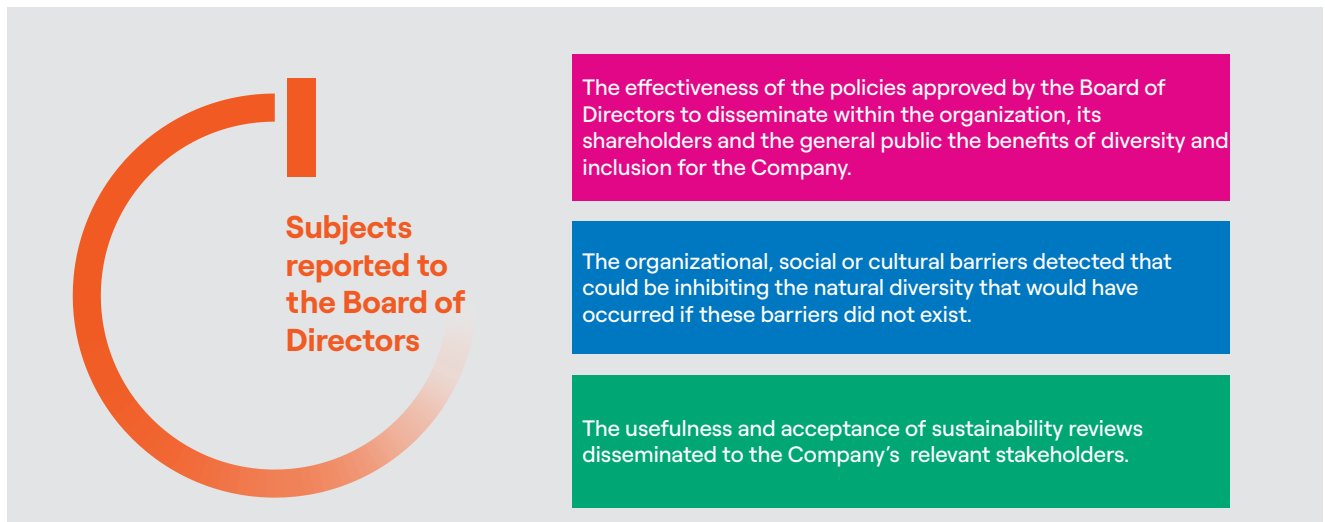 Subjects
reported to
the Board of
Directors
The effectiveness of the policies approved by the Board of
Directors to disseminate within the organization, its
shareholders and the general public the benefits of diversity and
inclusion for the Company.
The organizational, social or cultural barriers detected that
could be inhibiting the natural diversity that would have
occurred if these barriers did not exist.
The usefulness and acceptance of sustainability reviews
disseminated to the Company’s  relevant stakeholders.